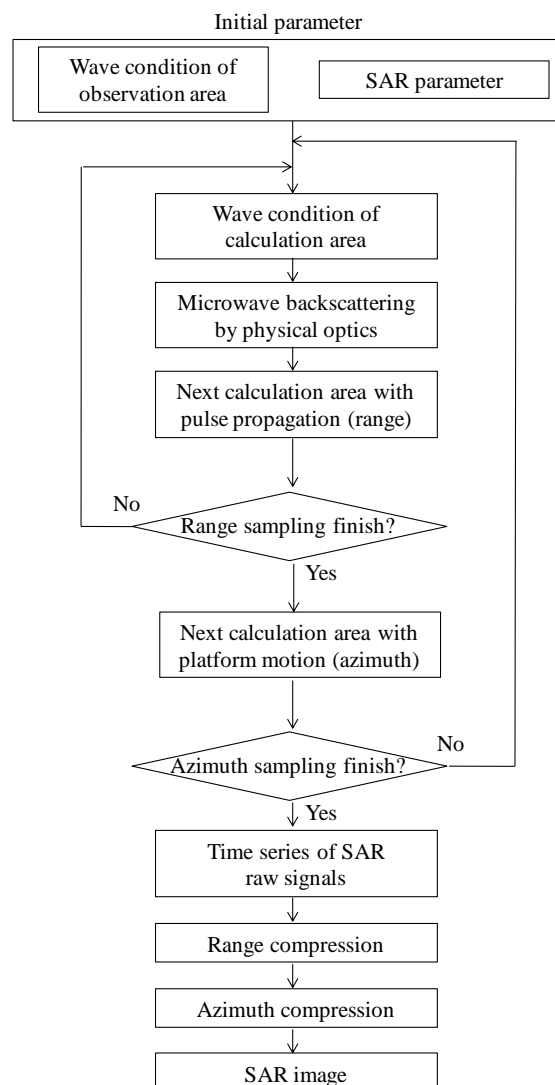 Initial parameter
Wave condition of
observation area
SAR parameter
Wave condition of
calculation area
Microwave backscattering
by physical optics
Next calculation area with
pulse propagation (range)
No
Range sampling finish?
Yes
Next calculation area with
platform motion (azimuth)
No
Azimuth sampling finish?
Yes
Time series of SAR
raw signals
Range compression
Azimuth compression
SAR image